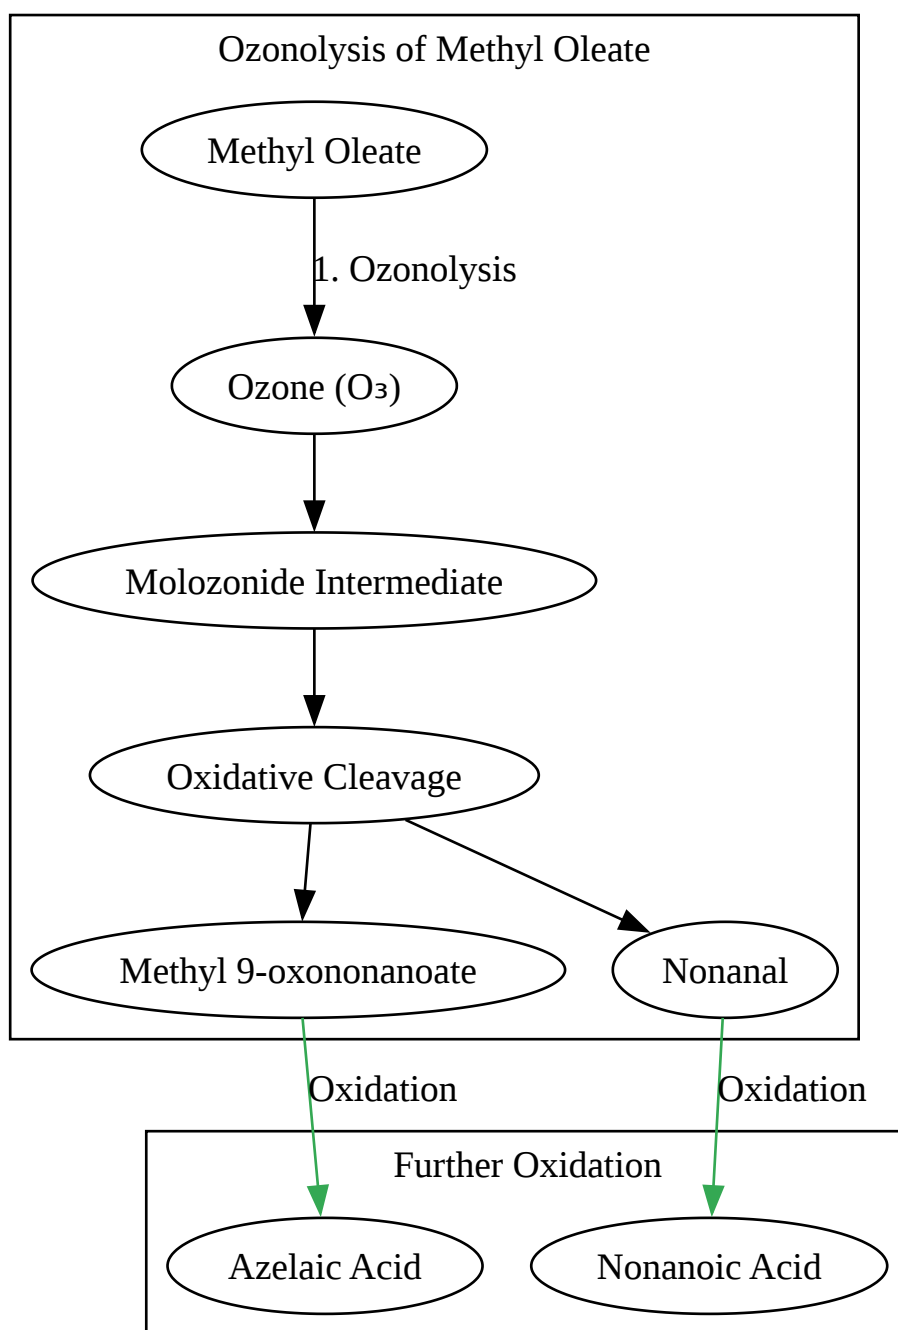 Ozonolysis of Methyl Oleate
Methyl Oleate
1. Ozonolysis
Ozone (O₃)
Molozonide Intermediate
Oxidative Cleavage
Methyl 9-oxononanoate
Nonanal
Oxidation
Oxidation
Further Oxidation
Azelaic Acid
Nonanoic Acid